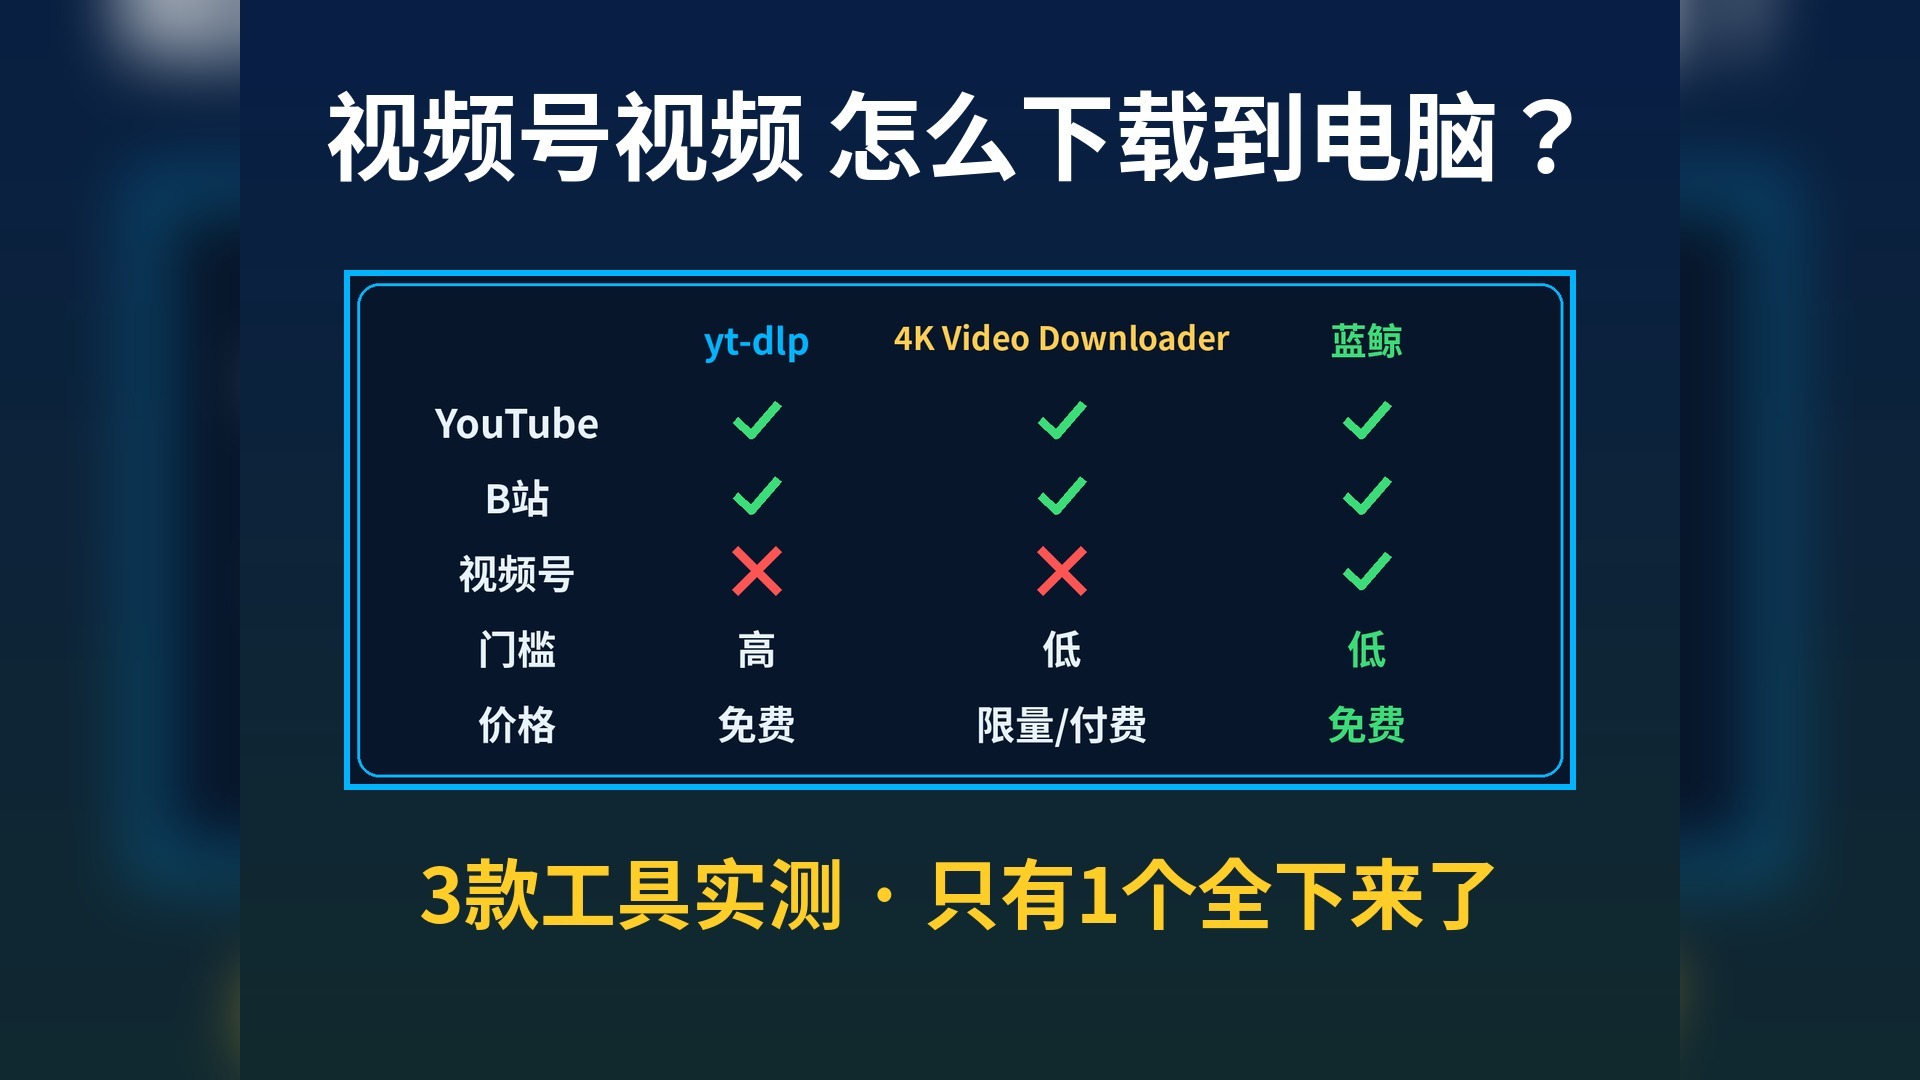 视频号视频 怎么下载到电脑？
yt-dlp 4K Video Downloader 蓝鲸
YouTube
B站
视频号
门槛 高 低 低
价格 免费 限量/付费 免费
3款工具实测 · 只有1个全下来了